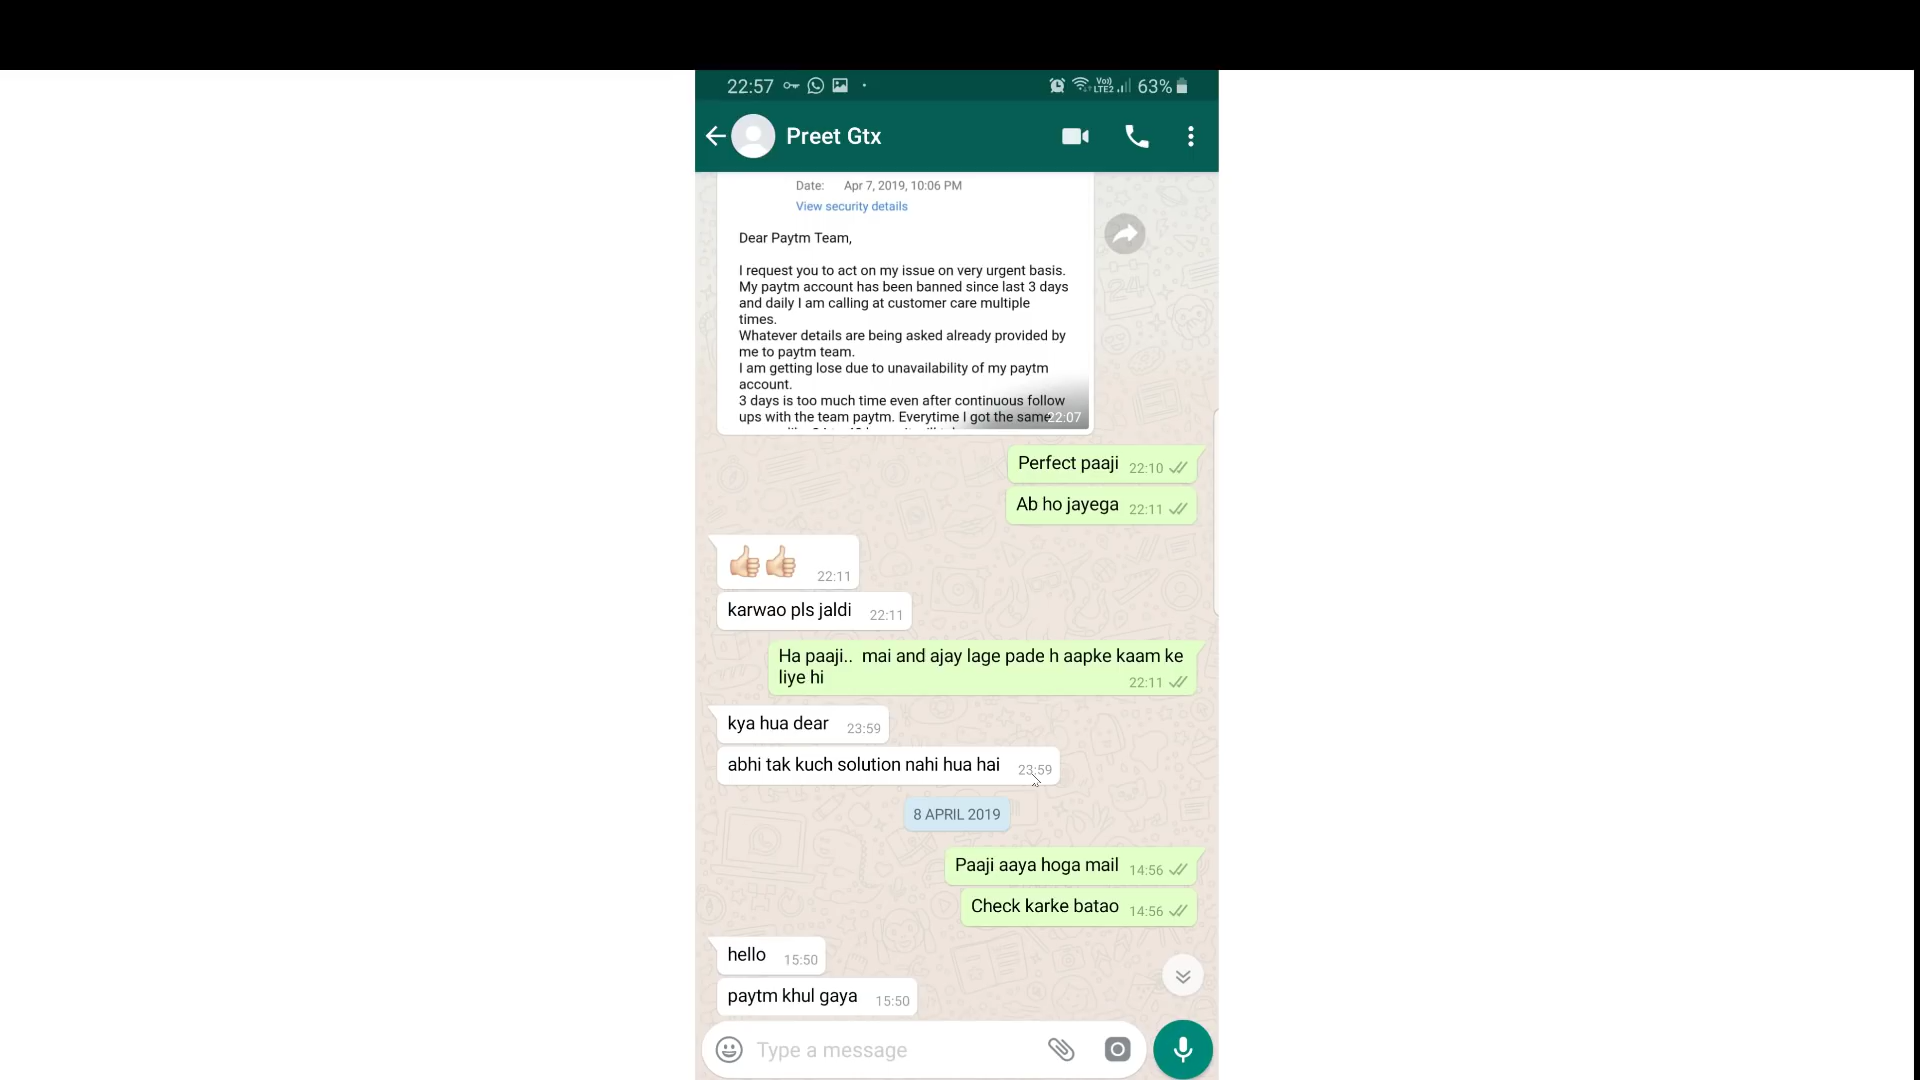 22:57
Vo))
LTE2
63%
Preet Gtx
Date: Apr 7, 2019, 10:06 PM
View security details
Dear Paytm Team,
I request you to act on my issue on very urgent basis.
My paytm account has been banned since last 3 days
and daily I am calling at customer care multiple
times.
Whatever details are being asked already provided by
me to paytm team.
I am getting lose due to unavailability of my paytm
account.
3 days is too much time even after continuous follow
ups with the team paytm. Everytime I got the same
22:07
Perfect paaji 22:10
Ab ho jayega 22:11
👍🏻👍🏻 22:11
karwao pls jaldi 22:11
Ha paaji.. mai and ajay lage pade h aapke kaam ke
liye hi 22:11
kya hua dear 23:59
abhi tak kuch solution nahi hua hai 23:59
8 APRIL 2019
Paaji aaya hoga mail 14:56
Check karke batao 14:56
hello 15:50
paytm khul gaya 15:50
Type a message